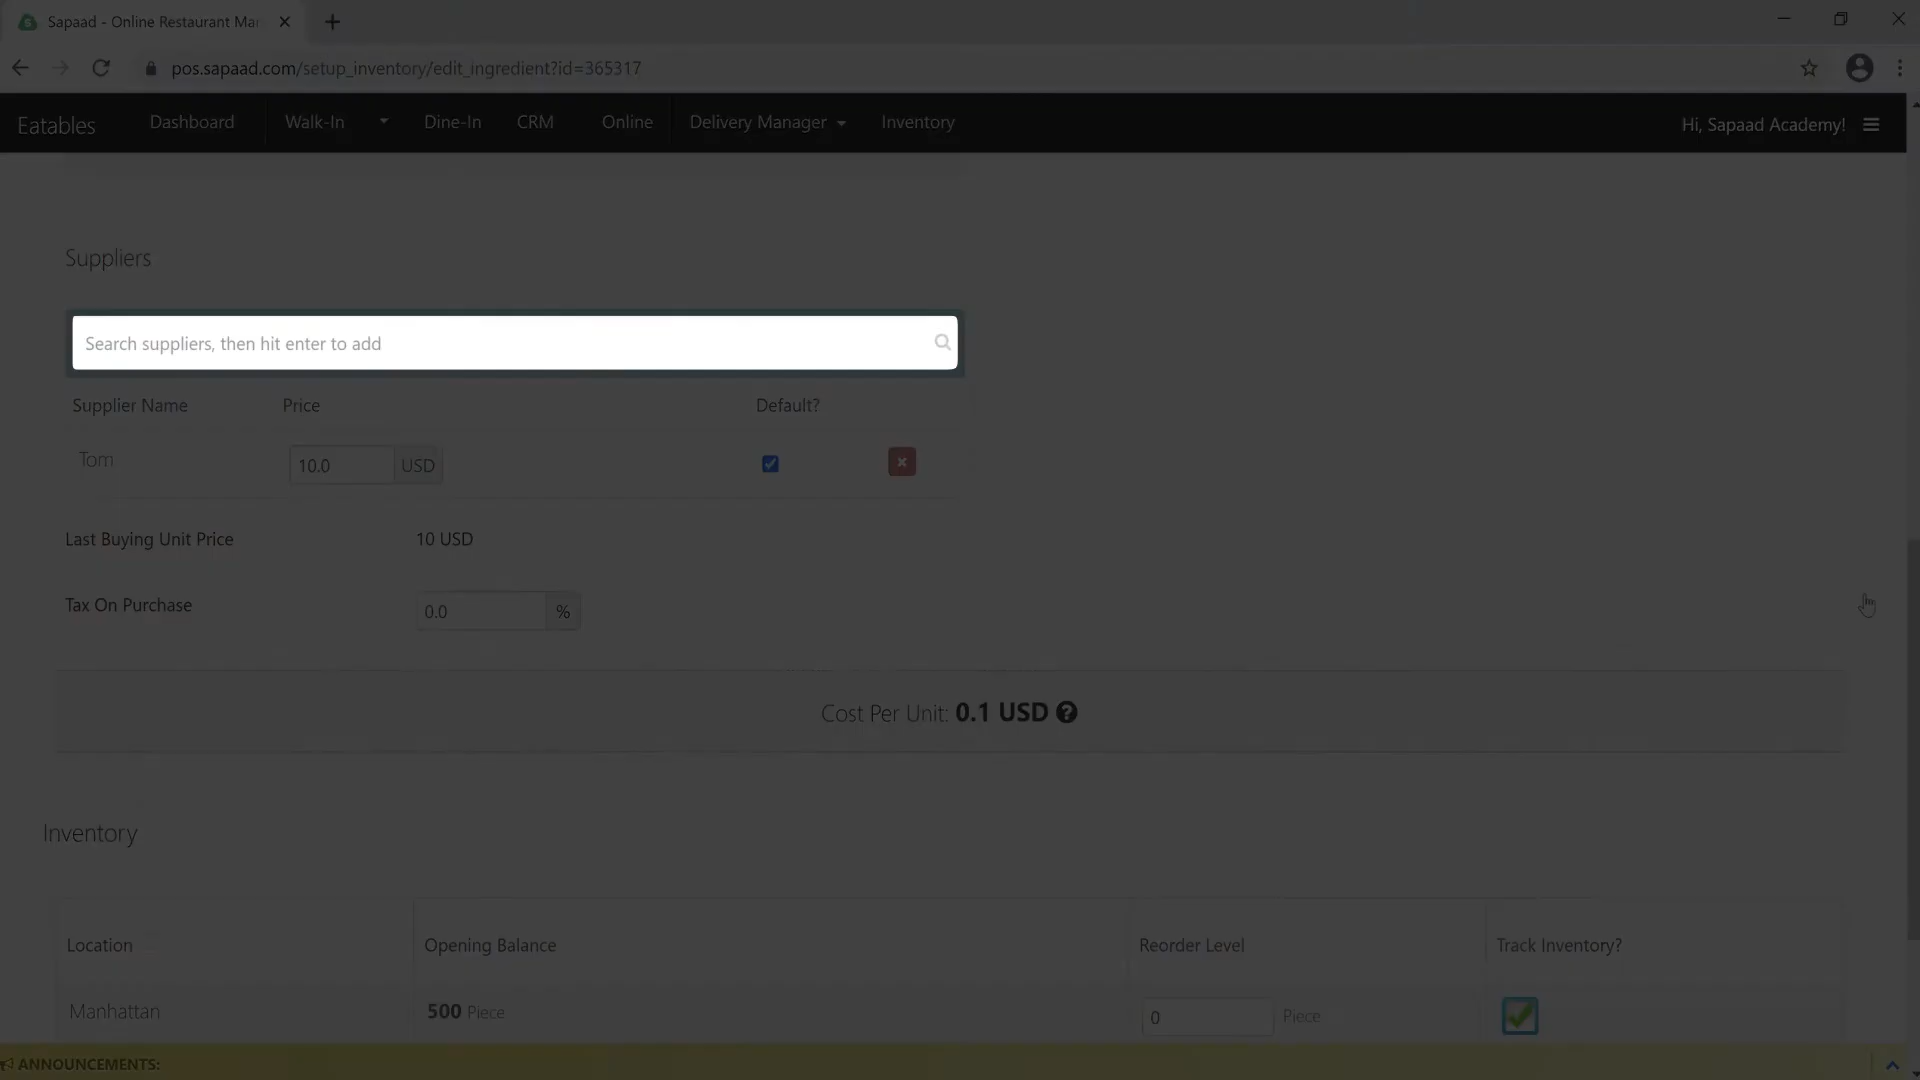 Sapaad - Online Restaurant Mar
pos.sapaad.com/setup_inventory/edit_ingredient?id=365317
Eatables Dashboard Walk-In Dine-In CRM Online Delivery Manager Inventory Hi, Sapaad Academy!
Suppliers
Search suppliers, then hit enter to add
Supplier Name Price Default?
Tom 10.0 USD
Last Buying Unit Price 10 USD
Tax On Purchase 0.0 %
Cost Per Unit: 0.1 USD ?
Inventory
Location Opening Balance Reorder Level Track Inventory?
Manhattan 500 Piece 0 Piece
ANNOUNCEMENTS: